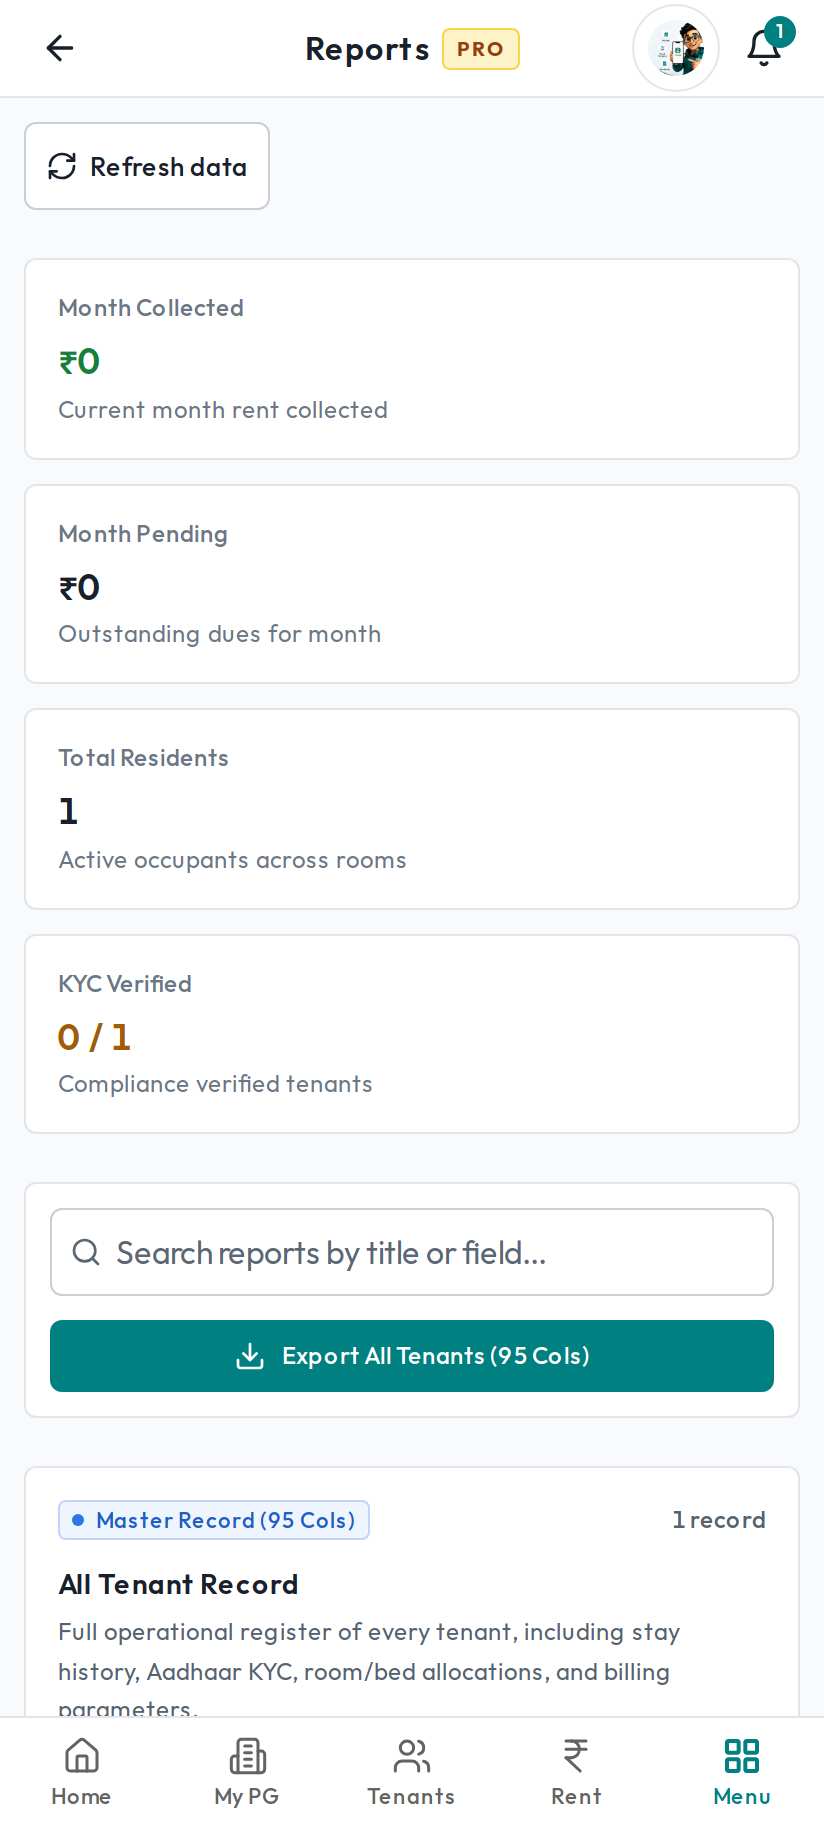 Reports PRO
1
Refresh data
Month Collected
₹0
Current month rent collected
Month Pending
₹0
Outstanding dues for month
Total Residents
1
Active occupants across rooms
KYC Verified
0 / 1
Compliance verified tenants
Search reports by title or field...
Export All Tenants (95 Cols)
Master Record (95 Cols)
1 record
All Tenant Record
Full operational register of every tenant, including stay
history, Aadhaar KYC, room/bed allocations, and billing
parameters.
Home
My PG
Tenants
Rent
Menu